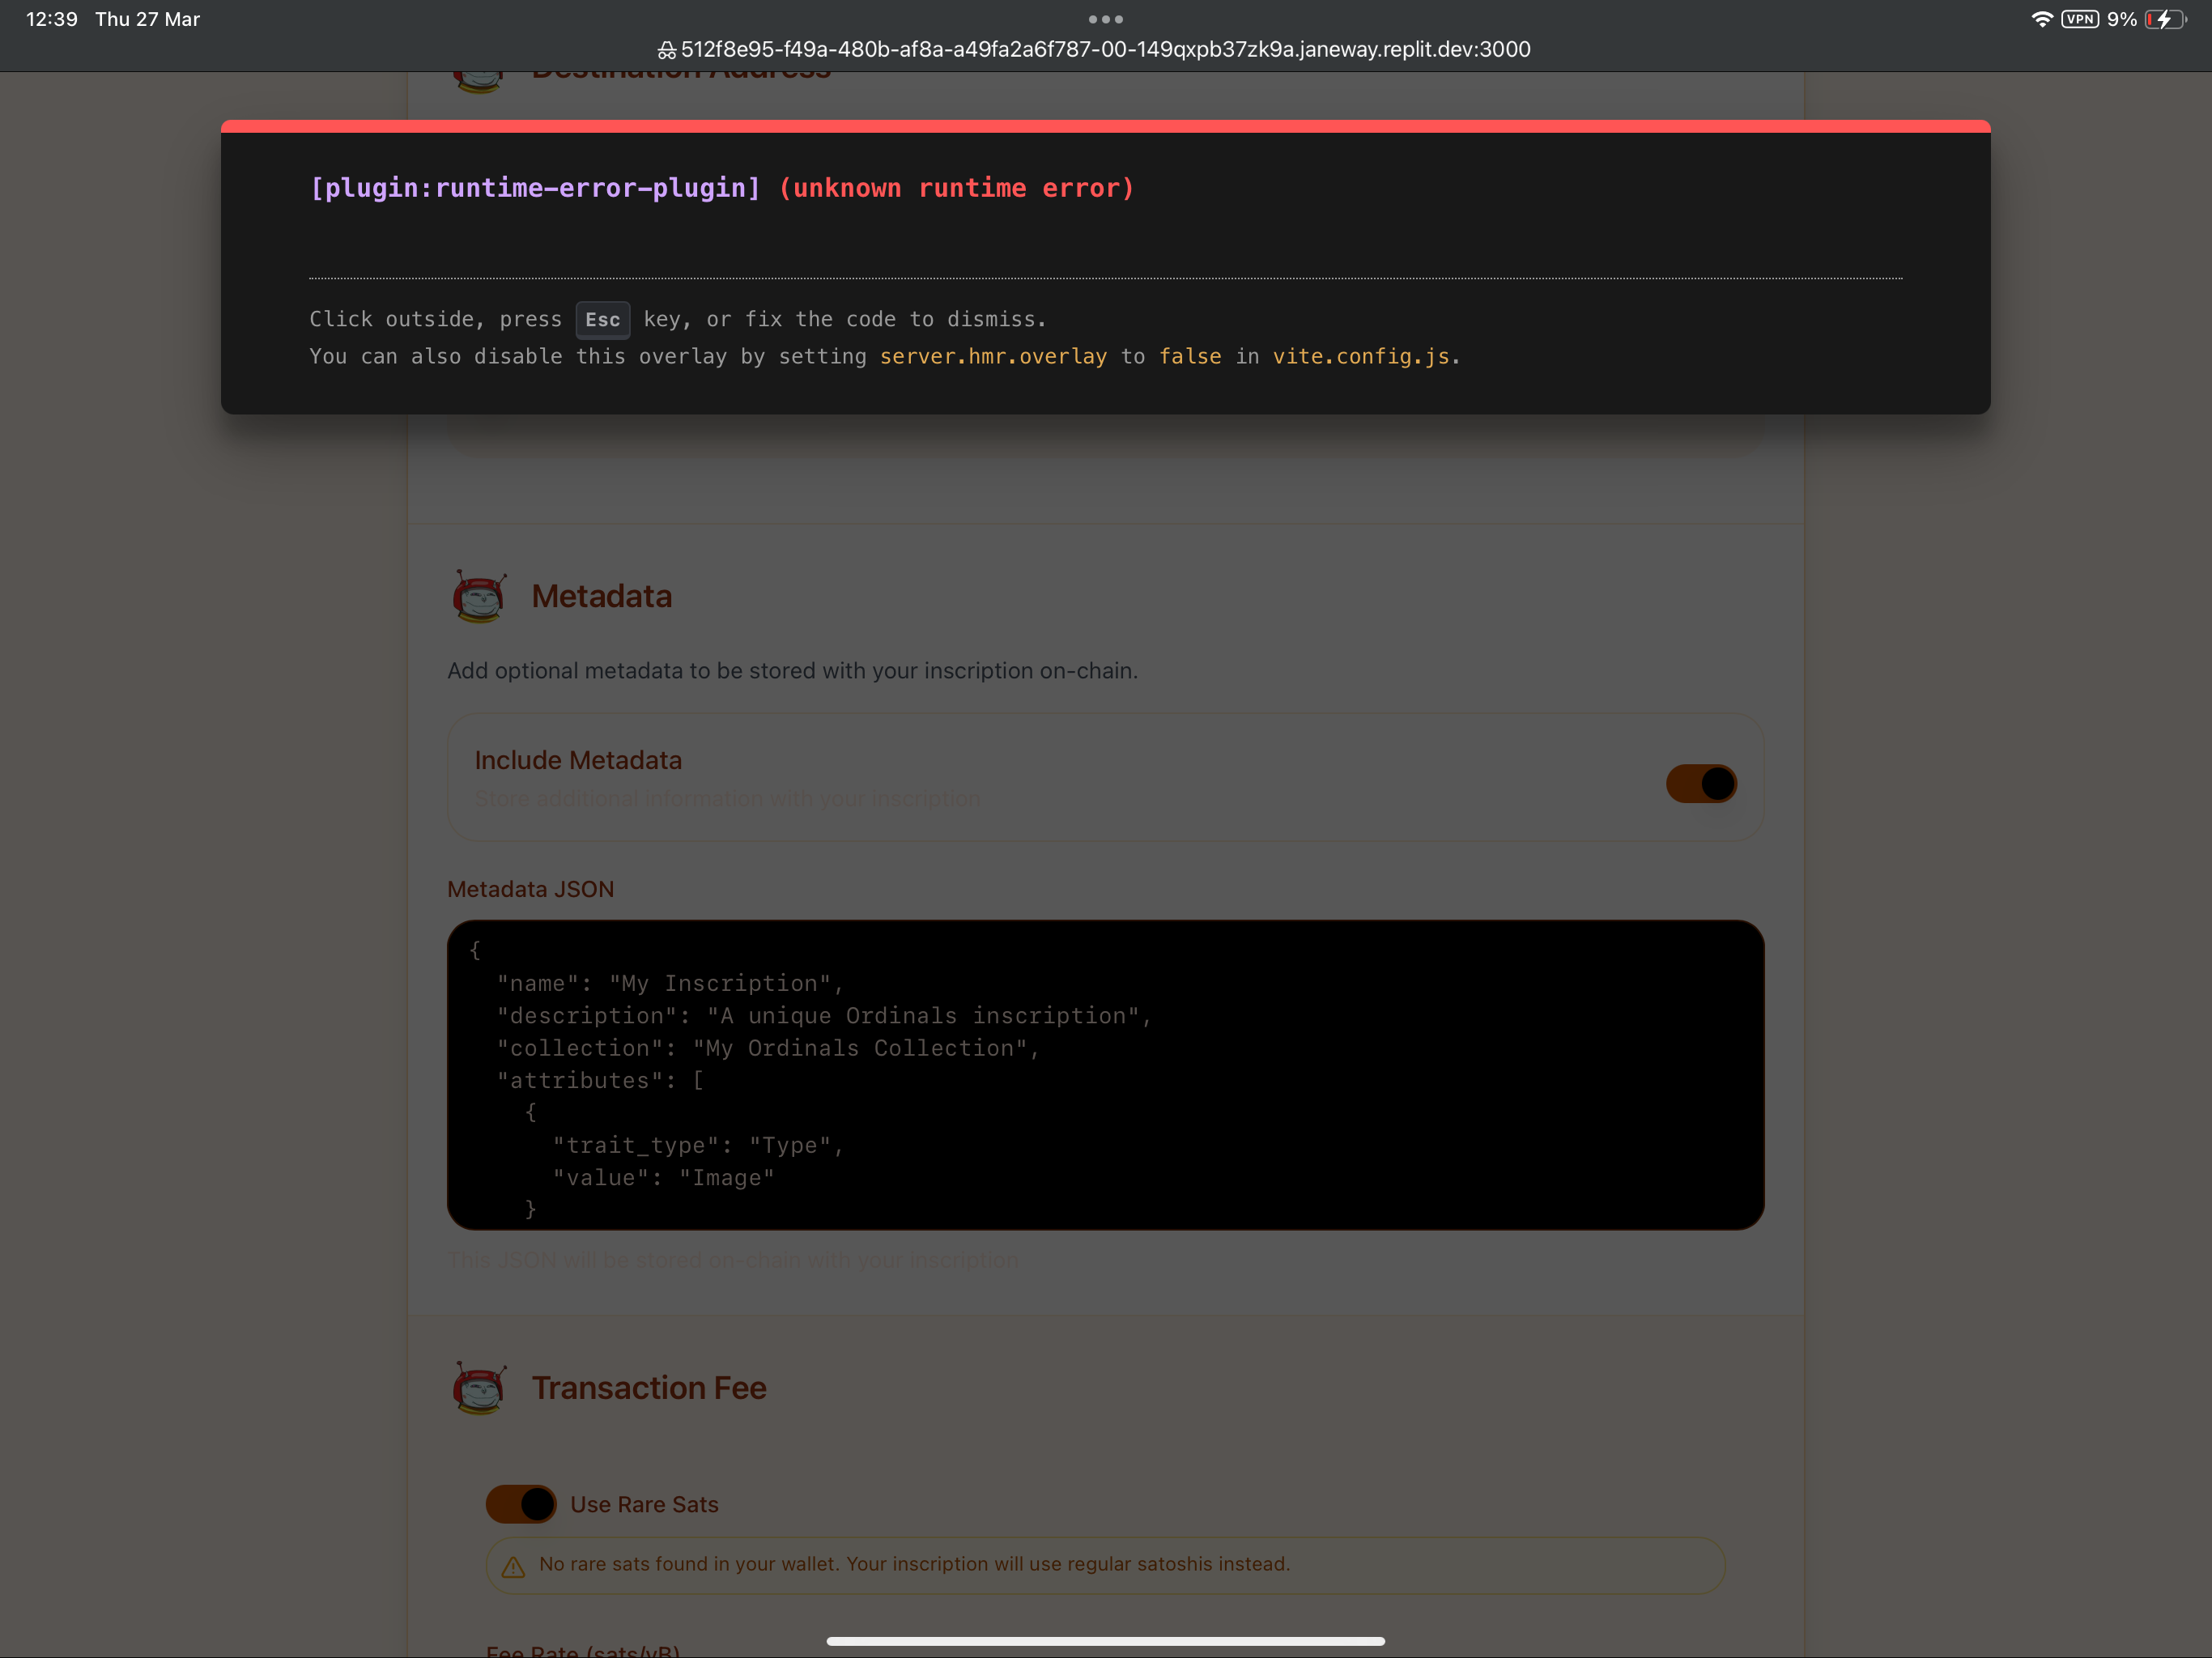 12:39 Thu 27 Mar
VPN 9%
512f8e95-f49a-480b-af8a-a49fa2a6f787-00-149qxpb37zk9a.janeway.replit.dev:3000
Destination Address
[plugin:runtime-error-plugin] (unknown runtime error)
Click outside, press Esc key, or fix the code to dismiss.
You can also disable this overlay by setting server.hmr.overlay to false in vite.config.js.
Metadata
Add optional metadata to be stored with your inscription on-chain.
Include Metadata
Store additional information with your inscription
Metadata JSON
{
"name": "My Inscription",
"description": "A unique Ordinals inscription",
"collection": "My Ordinals Collection",
"attributes": [
{
"trait_type": "Type",
"value": "Image"
}
This JSON will be stored on-chain with your inscription
Transaction Fee
Use Rare Sats
No rare sats found in your wallet. Your inscription will use regular satoshis instead.
Fee Rate (sats/vB)